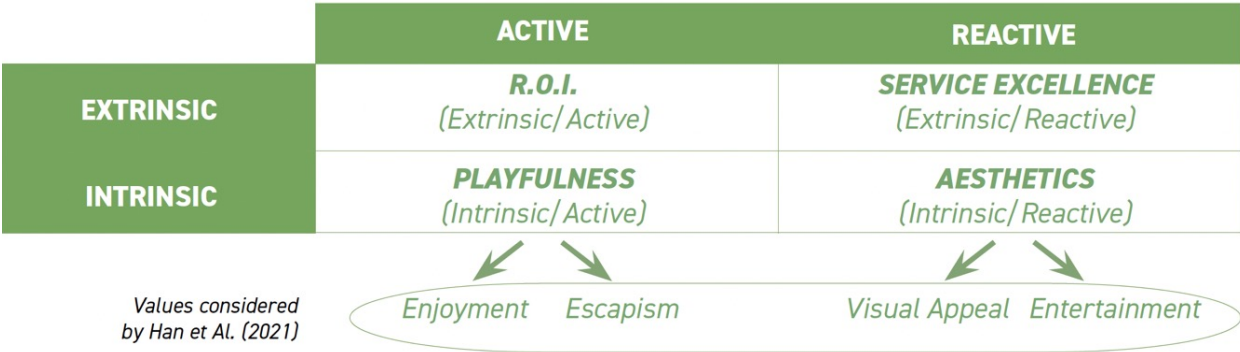 ACTIVE REACTIVE
EXTRINSIC
R.O.I. SERVICE EXCELLENCE
(Extrinsic/Active) (Extrinsic/Reactive)
INTRINSIC
PLAYFULNESS AESTHETICS
(Intrinsic/Active) (Intrinsic/Reactive)
Values considered
by Han et Al. (2021)
Enjoyment Escapism Visual Appeal Entertainment